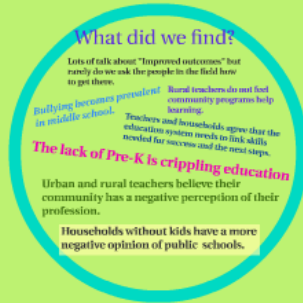 What did we find?
Lots of talk about "Improved outcomes" but
rarely do we ask the people in the field how
to get there.
Bullying becomes prevalent
in middle school.
Rural teachers do not feel
community programs help
learning.
Teachers and households agree that the
education system needs to link skills
needed for success and the next steps.
The lack of Pre-K is crippling education
Urban and rural teachers believe their
community has a negative perception of their
profession.
Households without kids have a more
negative opinion of public schools.